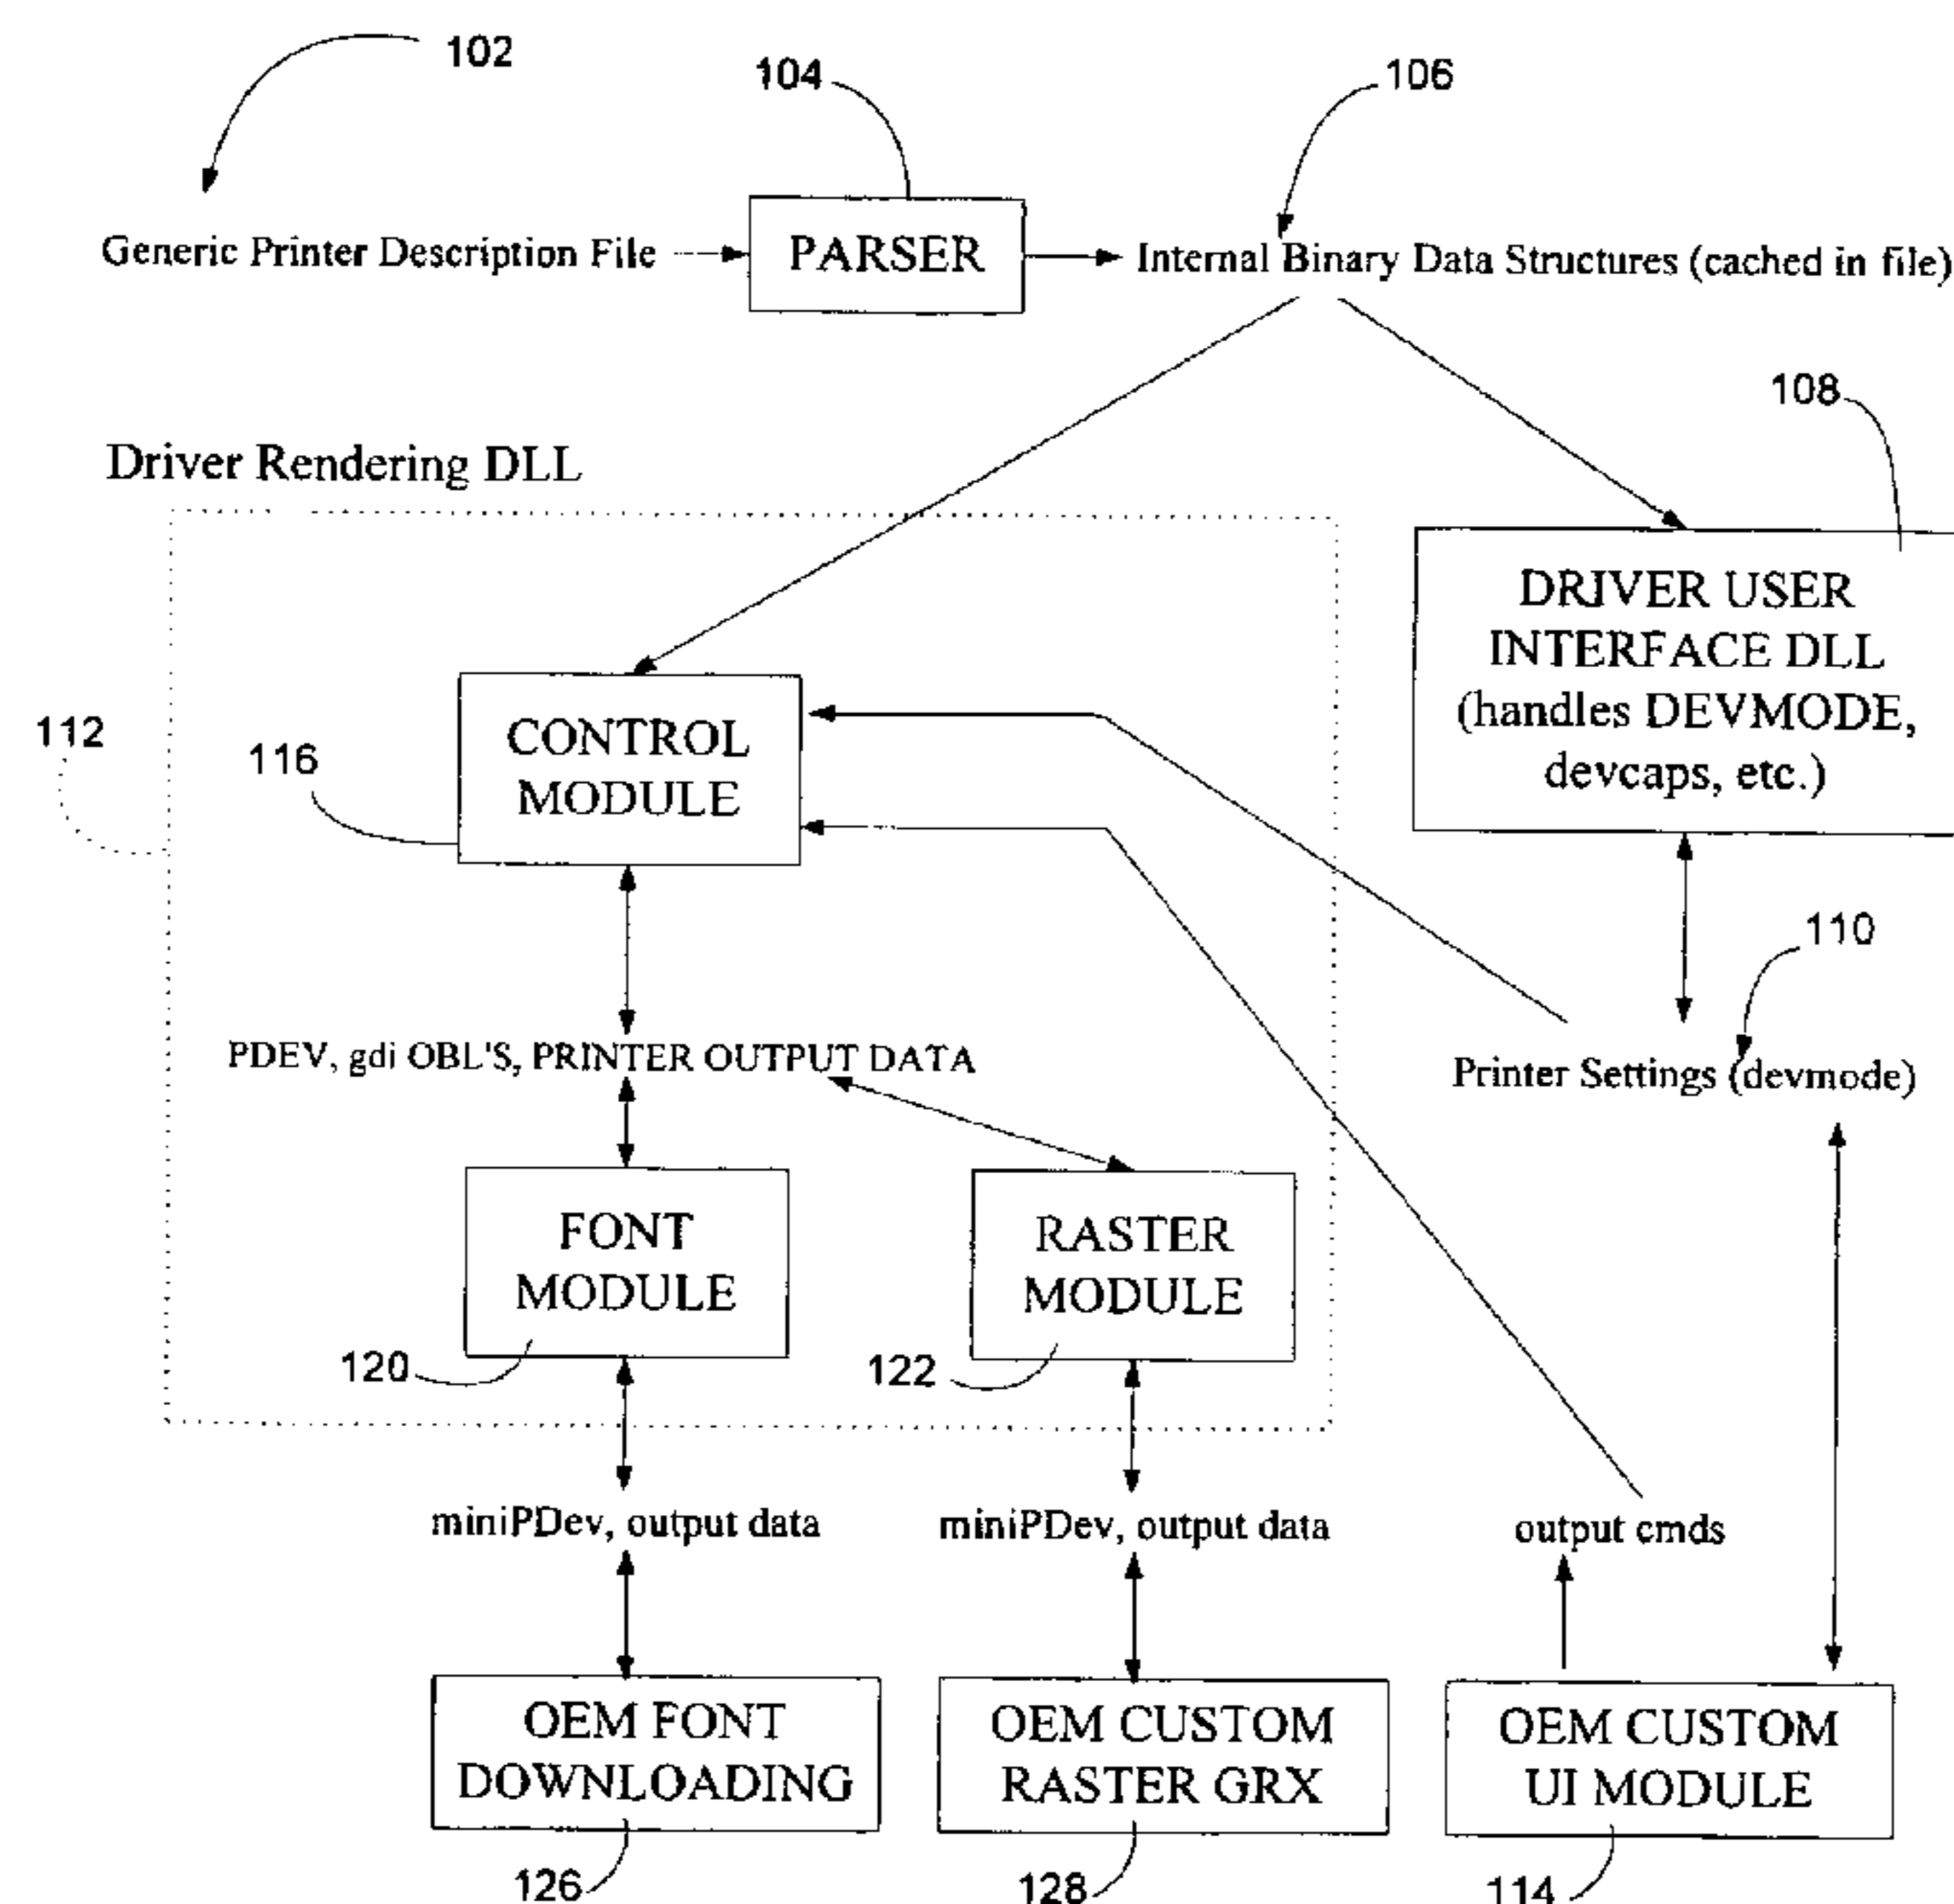 102
104
106
Generic Printer Description File
PARSER
Internal Binary Data Structures (cached in file)
108
Driver Rendering DLL
DRIVER USER
INTERFACE DLL
(handles DEVMODE,
devcaps, etc.)
112
116
CONTROL
MODULE
110
PDEV, gdi OBL'S, PRINTER OUTPUT DATA
Printer Settings (devmode)
FONT
MODULE
RASTER
MODULE
120
122
miniPDev, output data
miniPDev, output data
output cmds
OEM FONT
DOWNLOADING
OEM CUSTOM
RASTER GRX
OEM CUSTOM
UI MODULE
126
128
114